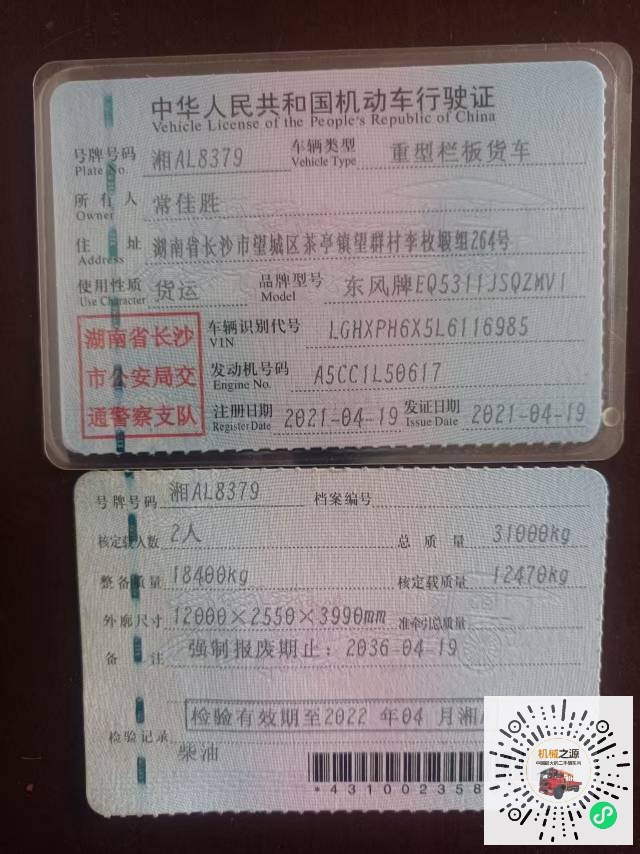 中华人民共和国机动车行驶证
Vehicle License of the People's Republic of China
号牌号码 湘AL8379 车辆类型 重型栏板货车
Plate No. Vehicle Type
所有人 常佳胜
Owner
住址 湖南省长沙市望城区茶亭镇望群村李枚塅组264号
Address
使用性质 货运 品牌型号 东风牌EQ5311JSQZMV1
Use Character Model
湖南省长沙 车辆识别代号 LGHXPH6X5L6116985
VIN
市公安局交 发动机号码 A5CC1L50617
Engine No.
通警察支队 注册日期 2021-04-19 发证日期 2021-04-19
Register Date Issue Date
号牌号码 湘AL8379 档案编号
核定载人数 2人 总质量 31000kg
整备质量 18400kg 核定载质量 12470kg
外廓尺寸 12000×2550×3990mm 准牵引总质量 --
备注 强制报废期止：2036-04-19
检验有效期至2022 年04 月湘A
检验记录
柴油
*431002358
机械之源